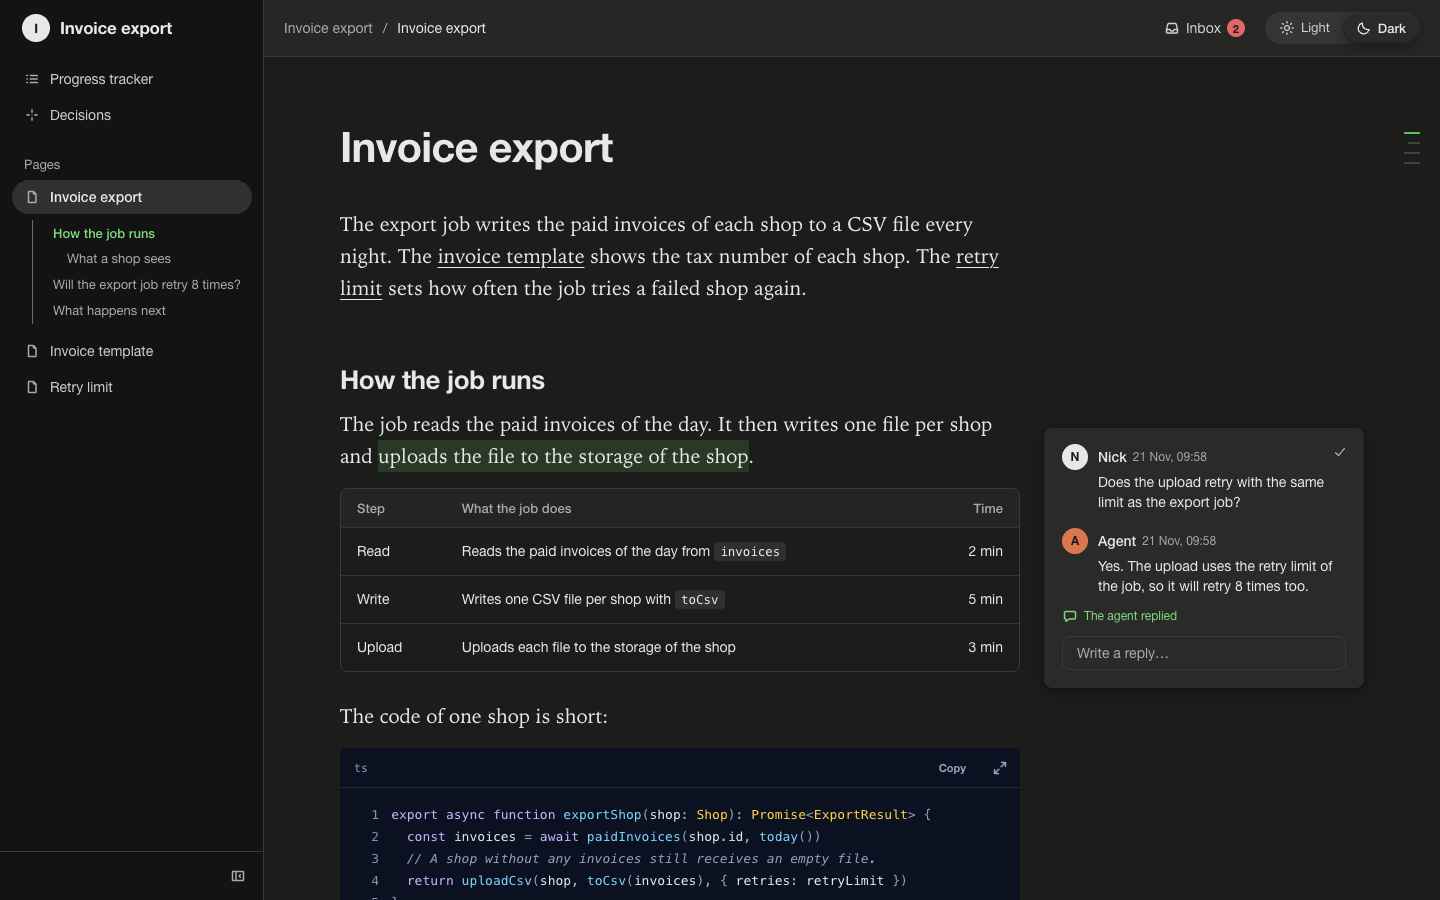 I Invoice export
Progress tracker
Decisions
Pages
Invoice export
How the job runs
What a shop sees
Will the export job retry 8 times?
What happens next
Invoice template
Retry limit
Invoice export / Invoice export
Inbox 2
Light
Dark
Invoice export
The export job writes the paid invoices of each shop to a CSV file every
night. The invoice template shows the tax number of each shop. The retry
limit sets how often the job tries a failed shop again.
How the job runs
The job reads the paid invoices of the day. It then writes one file per shop
and uploads the file to the storage of the shop.
Step What the job does Time
Read Reads the paid invoices of the day from invoices 2 min
Write Writes one CSV file per shop with toCsv 5 min
Upload Uploads each file to the storage of the shop 3 min
The code of one shop is short:
ts Copy
1 export async function exportShop(shop: Shop): Promise<ExportResult> {
2 const invoices = await paidInvoices(shop.id, today())
3 // A shop without any invoices still receives an empty file.
4 return uploadCsv(shop, toCsv(invoices), { retries: retryLimit })
N Nick 21 Nov, 09:58
Does the upload retry with the same
limit as the export job?
A Agent 21 Nov, 09:58
Yes. The upload uses the retry limit of
the job, so it will retry 8 times too.
The agent replied
Write a reply…